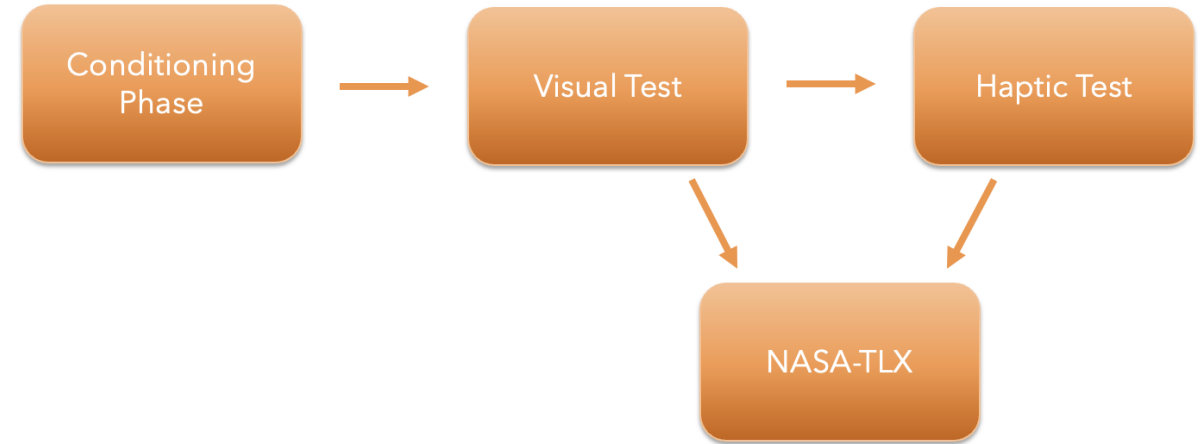 Conditioning
Phase
Visual Test
Haptic Test
NASA-TLX